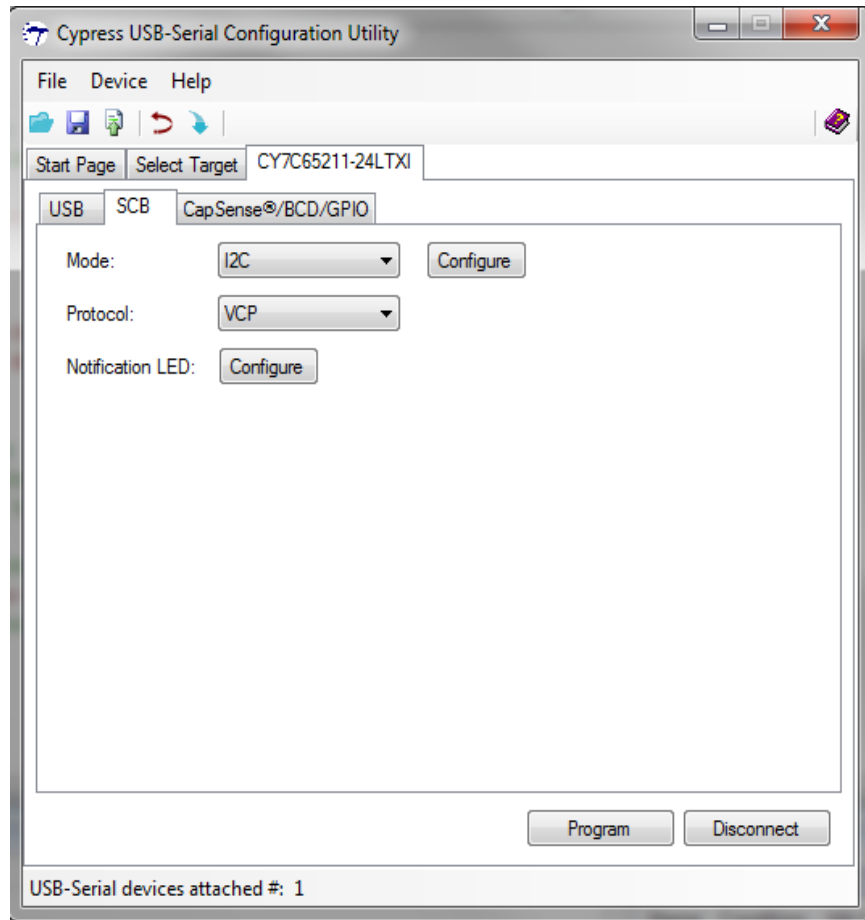 Cypress USB-Serial Configuration Utility
File Device Help
Start Page Select Target CY7C65211-24LTXI
USB SCB CapSense®/BCD/GPIO
Mode: I2C Configure
Protocol: VCP
Notification LED: Configure
Program Disconnect
USB-Serial devices attached #: 1